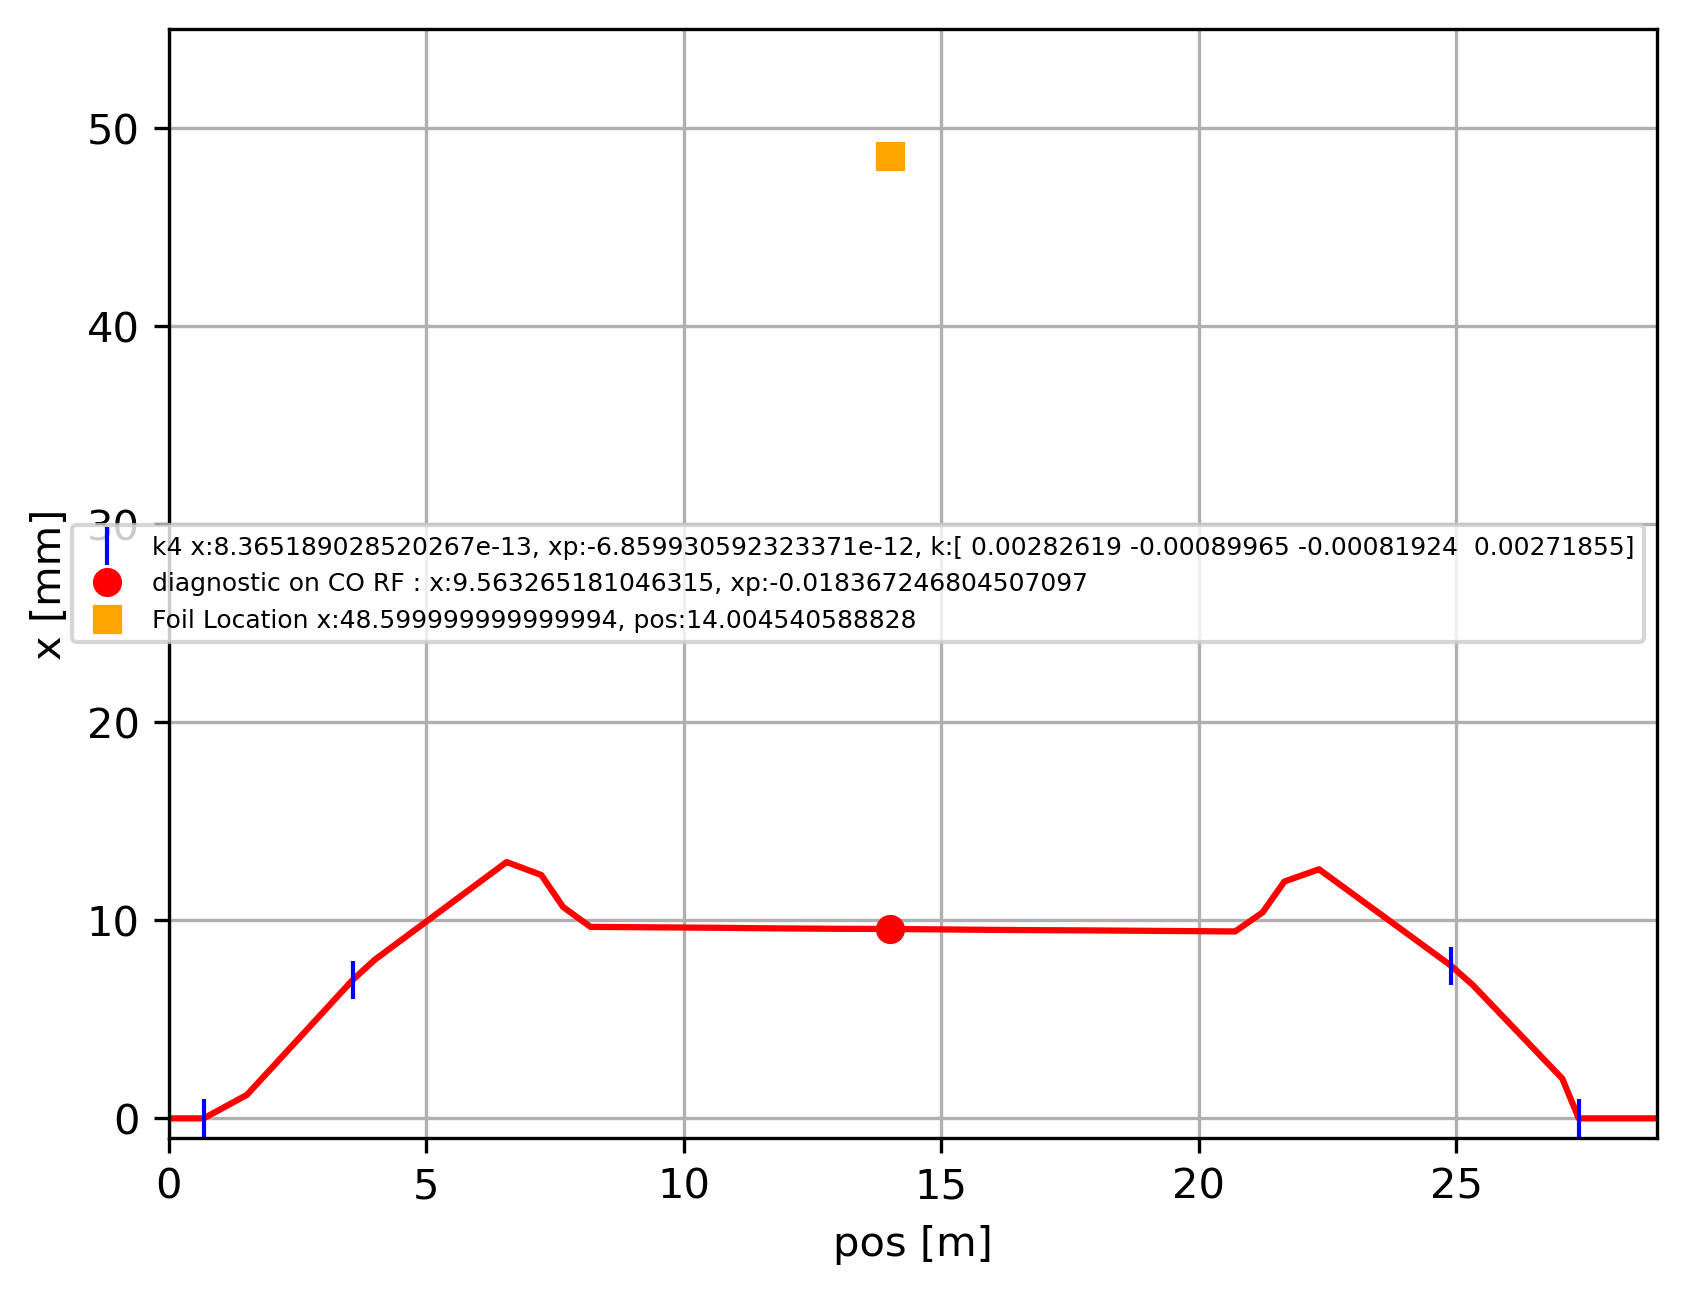 50
40
30
20
10
0
x [mm]
k4 x:8.365189028520267e-13, xp:-6.859930592323371e-12, k:[ 0.00282619 -0.00089965 -0.00081924  0.00271855]
diagnostic on CO RF : x:9.563265181046315, xp:-0.018367246804507097
Foil Location x:48.599999999999994, pos:14.004540588828
0 5 10 15 20 25
pos [m]